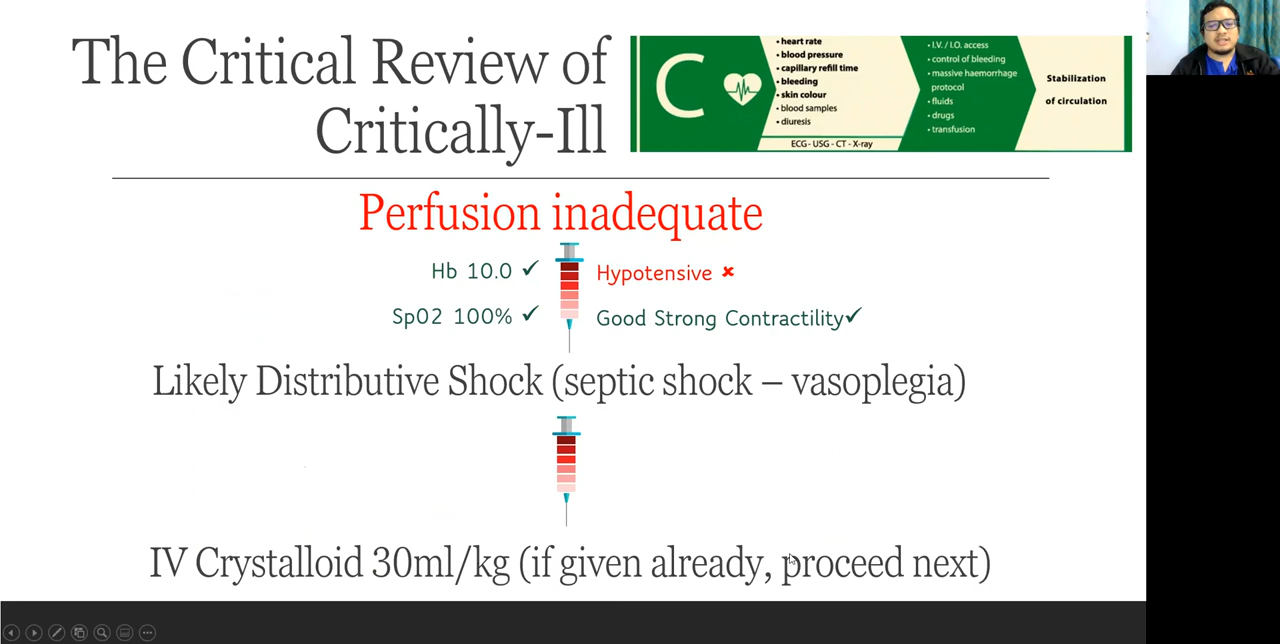 The Critical Review of
Critically-Ill
C
• heart rate
• blood pressure
• capillary refill time
• bleeding
• skin colour
• blood samples
• diuresis
ECG - USG - CT - X-ray
• I.V. / I.O. access
• control of bleeding
• massive haemorrhage
protocol
• fluids
• drugs
• transfusion
Stabilization
of circulation
Perfusion inadequate
Hb 10.0 ✓
Hypotensive ✘
SpO2 100% ✓
Good Strong Contractility✓
Likely Distributive Shock (septic shock – vasoplegia)
IV Crystalloid 30ml/kg (if given already, proceed next)